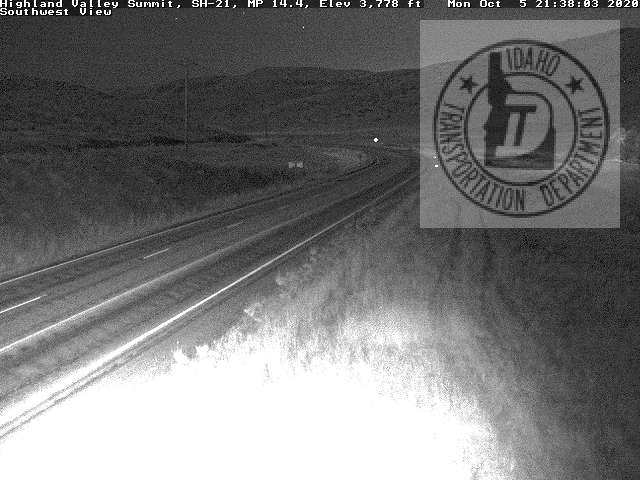 Highland Valley Summit, SH-21, MP 14.4, Elev 3,778 ft Mon Oct 5 21:38:03 2020
Southwest View
IDAHO
TRANSPORTATION DEPARTMENT